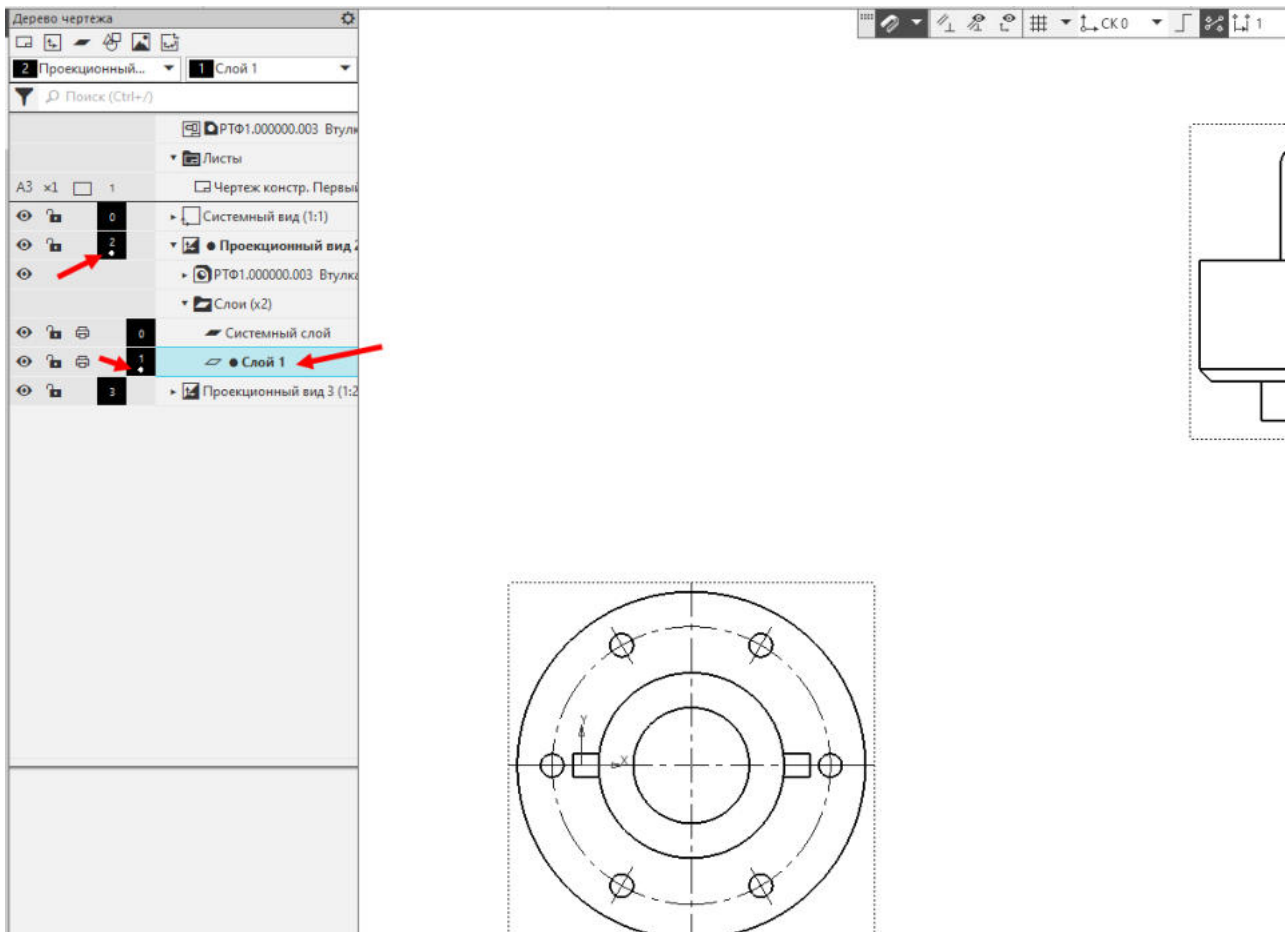 Дерево чертежа
2 Проекционный... 1 Слой 1
Поиск (Ctrl+/)
РТФ1.000000.003 Втулк
Листы
А3 ×1 1 Чертеж констр. Первый
0 Системный вид (1:1)
2 Проекционный вид 2
РТФ1.000000.003 Втулка
Слои (x2)
0 Системный слой
1 Слой 1
3 Проекционный вид 3 (1:2
СК 0 1
Y
X